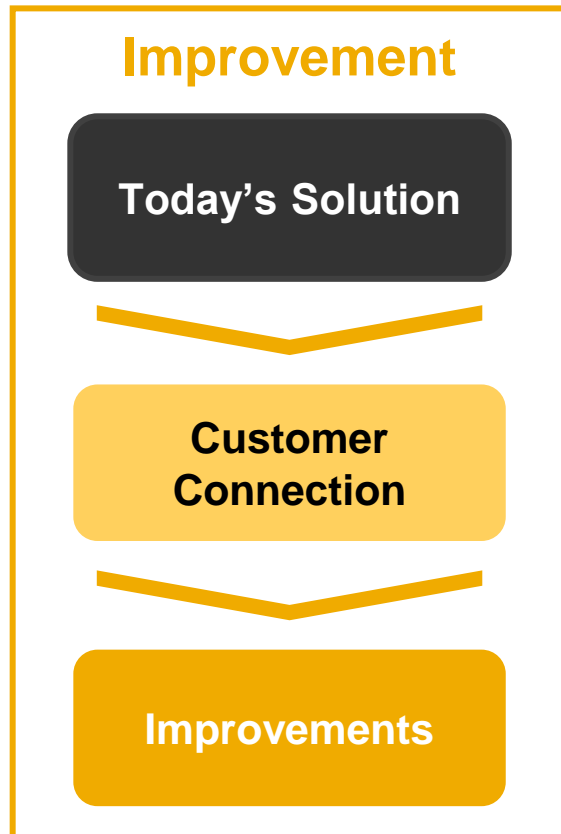 Improvement
Today’s Solution
Customer
Connection
Improvements